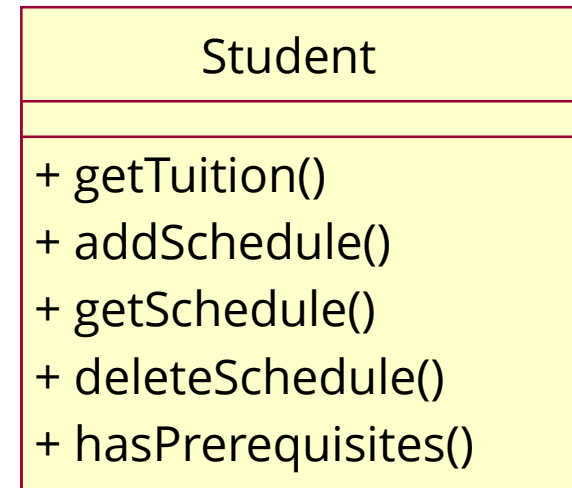 Student
+ getTuition()
+ addSchedule()
+ getSchedule()
+ deleteSchedule()
+ hasPrerequisites()